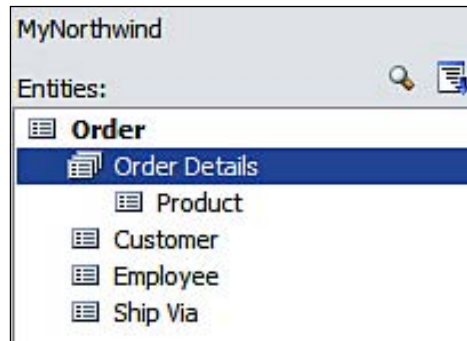 MyNorthwind
Entities:
Order
Order Details
Product
Customer
Employee
Ship Via